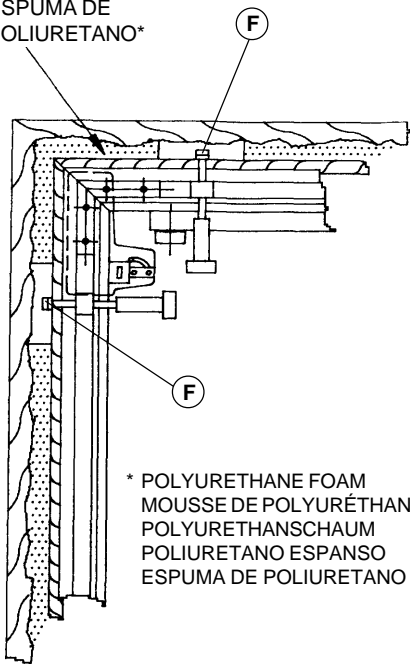 SPUMA DE
OLIURETANO*
F
F
* POLYURETHANE FOAM
MOUSSE DE POLYURÉTHAN
POLYURETHANSCHAUM
POLIURETANO ESPANSO
ESPUMA DE POLIURETANO